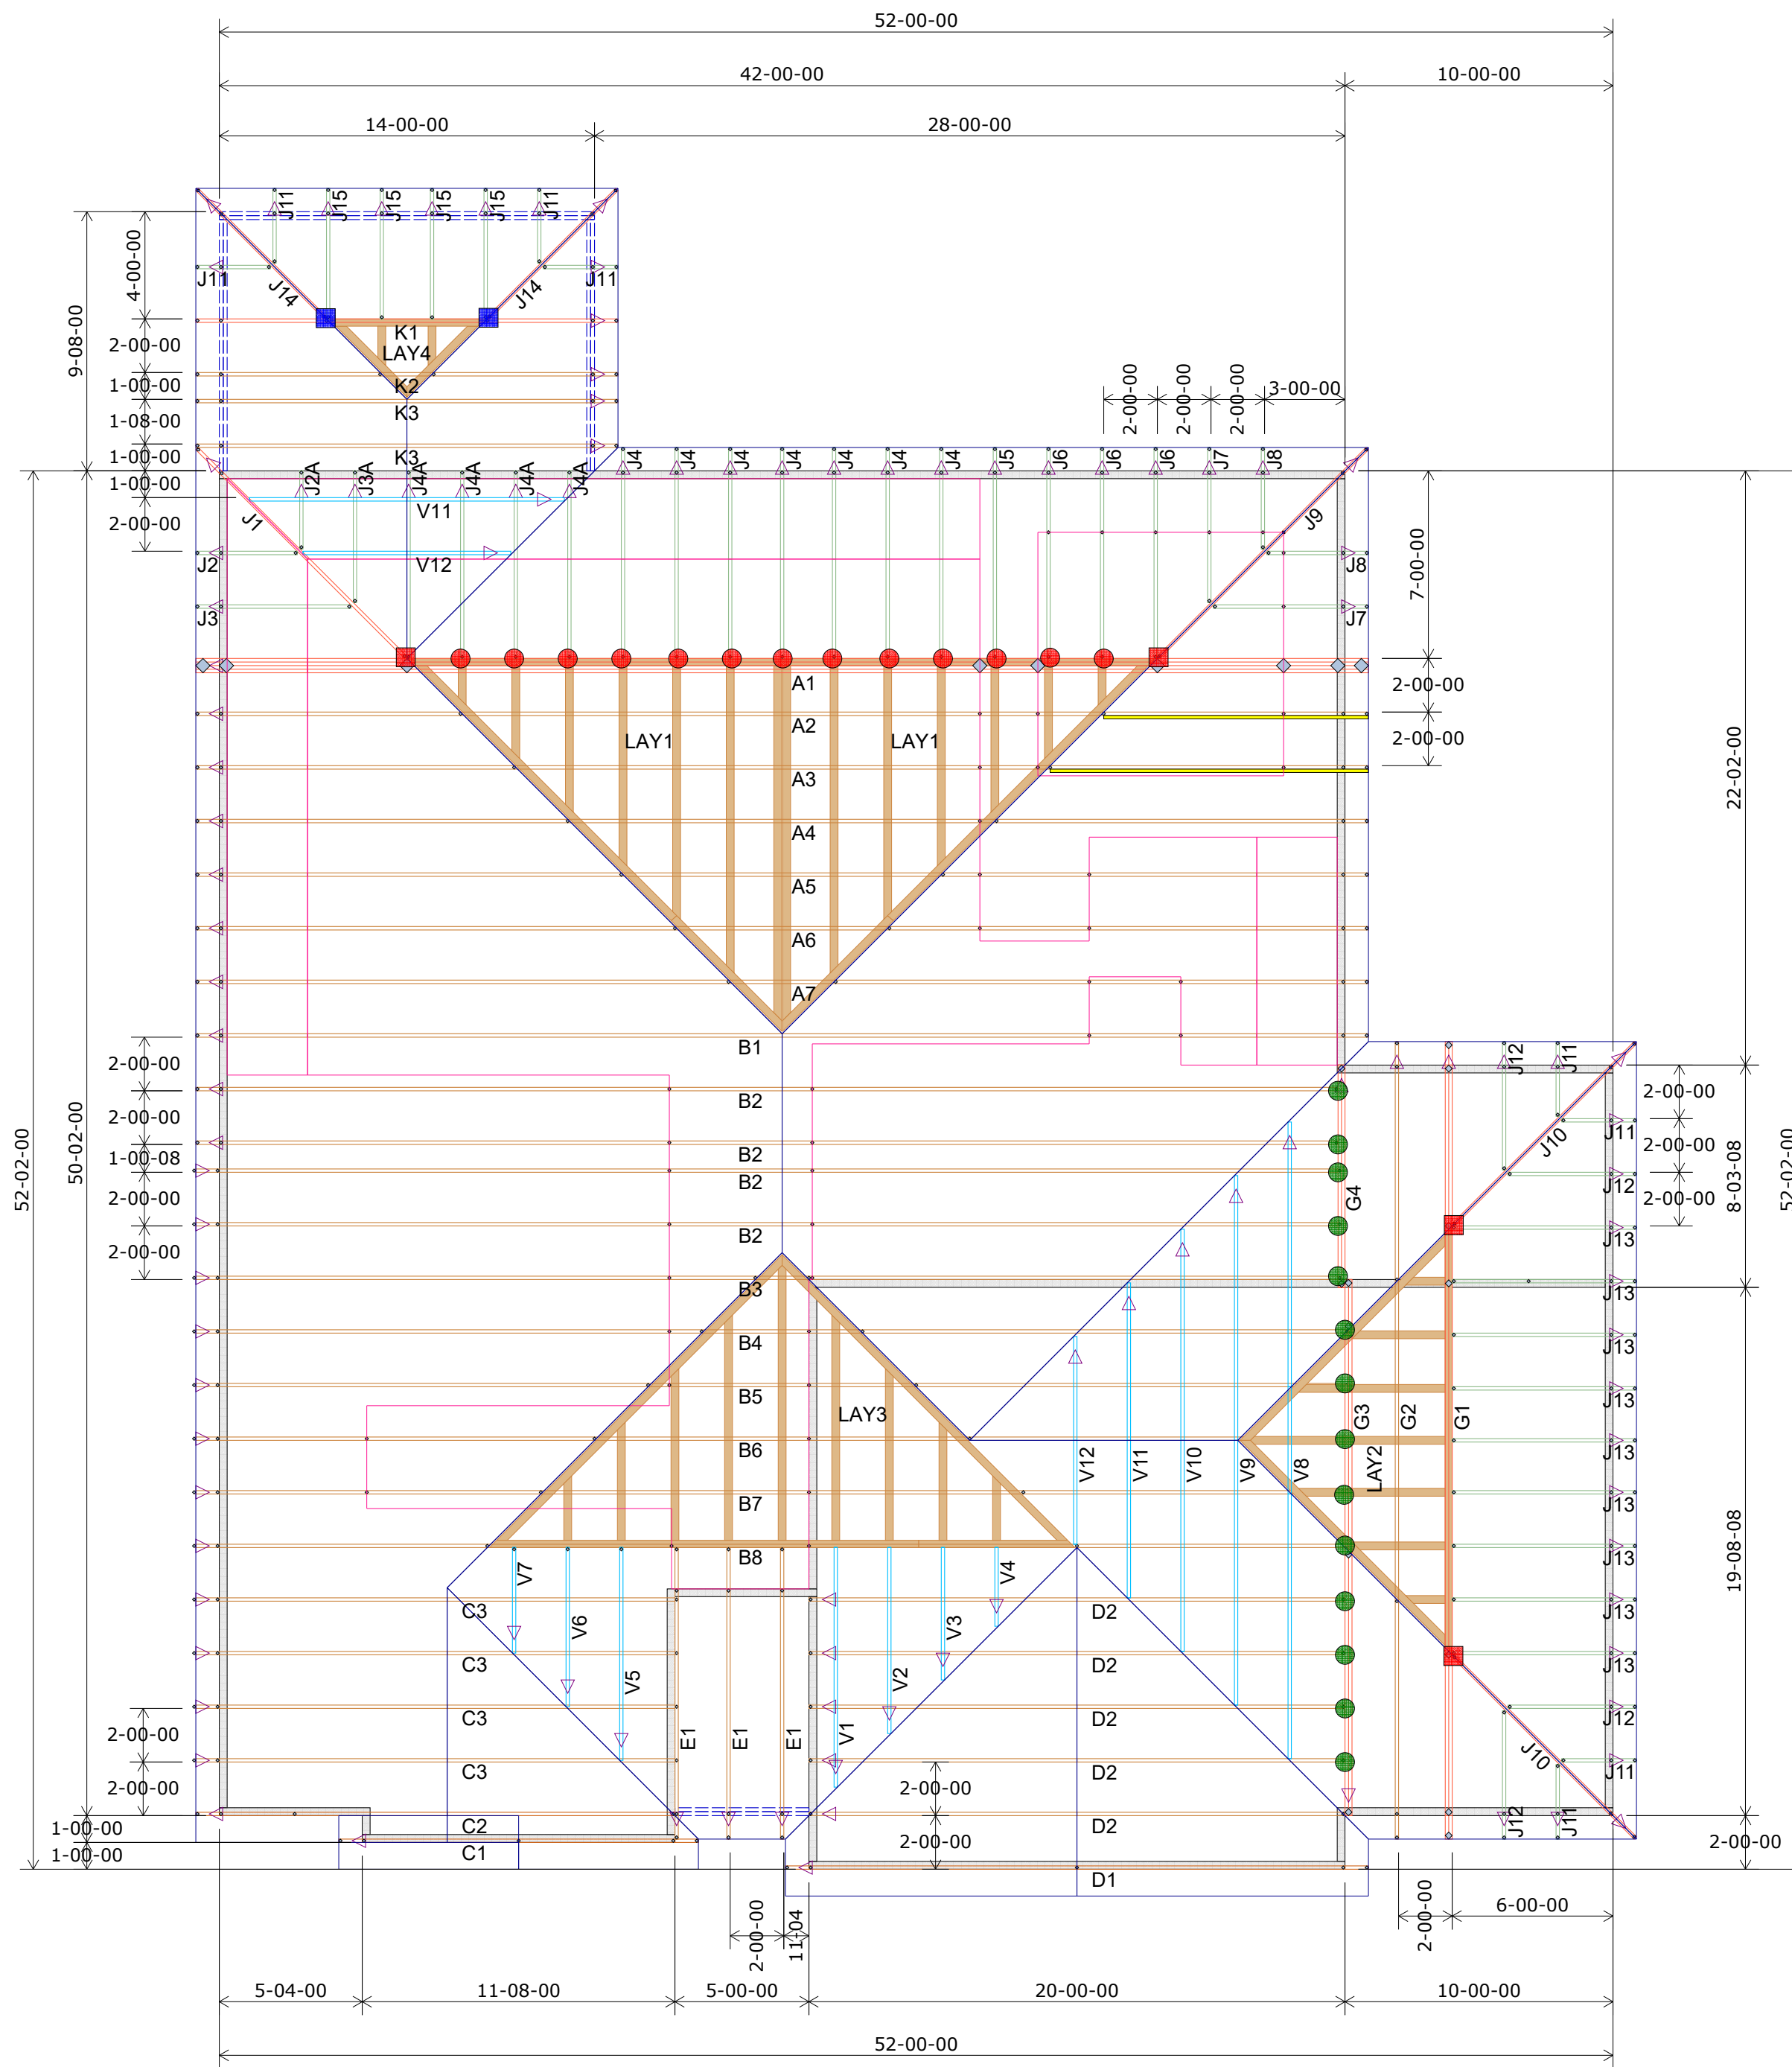 52-00-00
42-00-00
10-00-00
14-00-00
28-00-00
J11
J15
J15
J15
J15
J11
J11
J14
J14
J11
4-00-00
9-08-00
K1
LAY4
2-00-00
K2
1-00-00
K3
1-08-00
K3
1-00-00
1-00-00
2-00-00
2-00-00
2-00-00
2-00-00
3-00-00
J2A
J3A
J4A
J4A
J4A
J4A
J4
J4
J4
J4
J4
J4
J4
J5
J6
J6
J6
J7
J8
J1
V11
J9
J2
V12
J8
J3
J7
7-00-00
A1
2-00-00
A2
LAY1
LAY1
2-00-00
22-02-00
A3
A4
A5
A6
A7
B1
2-00-00
J12
J11
B2
2-00-00
2-00-00
J11
J10
B2
1-00-08
2-00-00
52-02-00
50-02-00
B2
J12
2-00-00
G4
2-00-00
8-03-08
52-02-00
B2
J13
2-00-00
B3
J13
B4
J13
B5
J13
LAY3
G3
G2
G1
B6
V12
V11
V10
V9
V8
LAY2
J13
B7
J13
B8
V7
V4
J13
19-08-08
C3
V6
V3
D2
J13
C3
V5
V2
D2
J13
C3
E1
E1
E1
V1
D2
J12
2-00-00
J10
C3
D2
J11
2-00-00
2-00-00
J12
J11
C2
D2
1-00-00
2-00-00
2-00-00
C1
1-00-00
D1
2-00-00
11-04
2-00-00
6-00-00
5-04-00
11-08-00
5-00-00
20-00-00
10-00-00
52-00-00